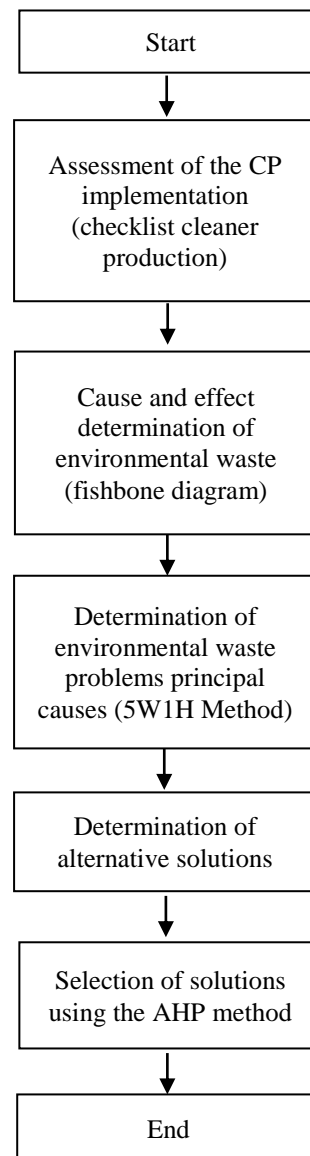 Start
Assessment of the CP
implementation
(checklist cleaner
production)
Cause and effect
determination of
environmental waste
(fishbone diagram)
Determination of
environmental waste
problems principal
causes (5W1H Method)
Determination of
alternative solutions
Selection of solutions
using the AHP method
End